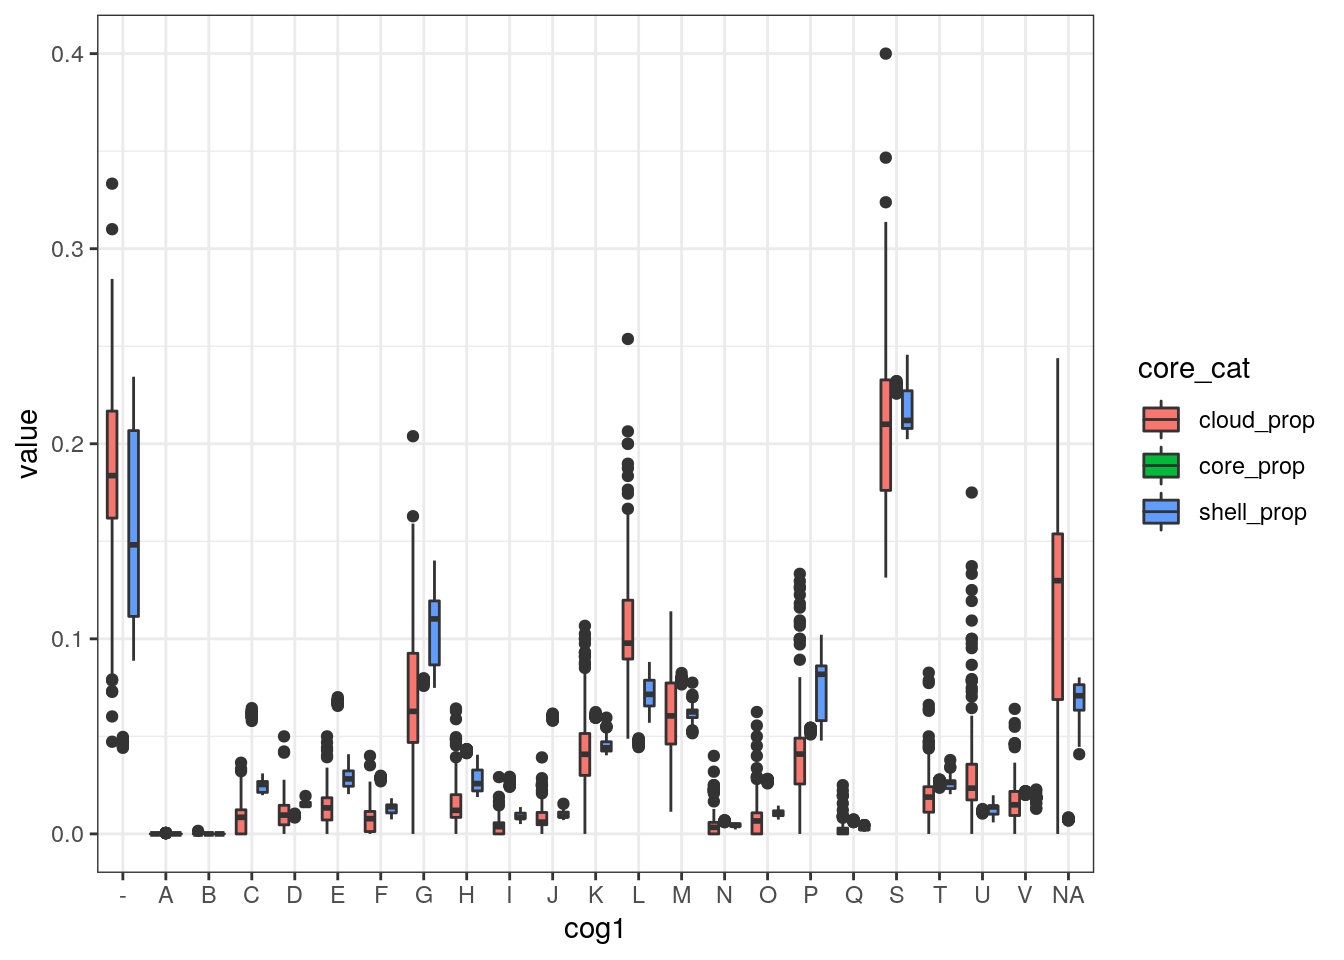 0.4
0.3
0.2
0.1
0.0
value
- A B C D E F G H I J K L M N O P Q S T U V NA
cog1
core_cat
cloud_prop
core_prop
shell_prop